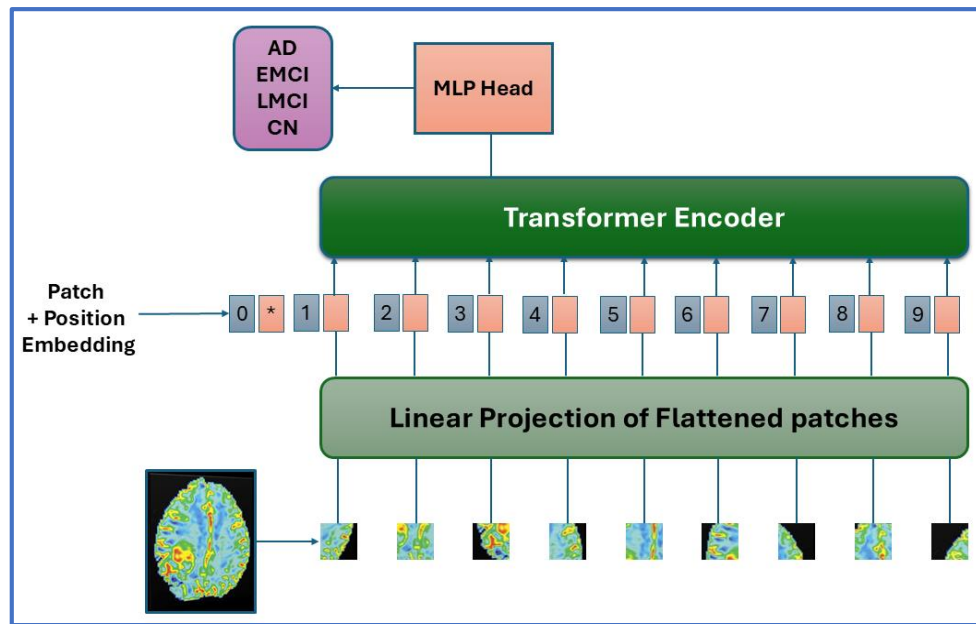 AD
EMCI
LMCI
CN
MLP Head
Transformer Encoder
Patch
+ Position
Embedding
0 * 1 2 3 4 5 6 7 8 9
Linear Projection of Flattened patches